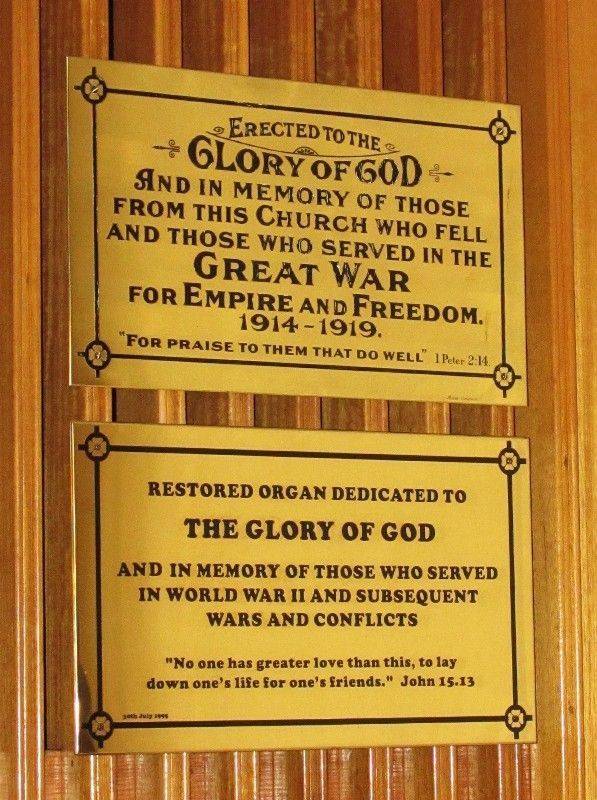 ERECTED TO THE
GLORY OF GOD
AND IN MEMORY OF THOSE
FROM THIS CHURCH WHO FELL
AND THOSE WHO SERVED IN THE
GREAT WAR
FOR EMPIRE AND FREEDOM.
1914-1919.
"FOR PRAISE TO THEM THAT DO WELL" 1 Peter 2:14.
RESTORED ORGAN DEDICATED TO
THE GLORY OF GOD
AND IN MEMORY OF THOSE WHO SERVED
IN WORLD WAR II AND SUBSEQUENT
WARS AND CONFLICTS
"No one has greater love than this, to lay
down one's life for one's friends." John 15.13
30th July 1995